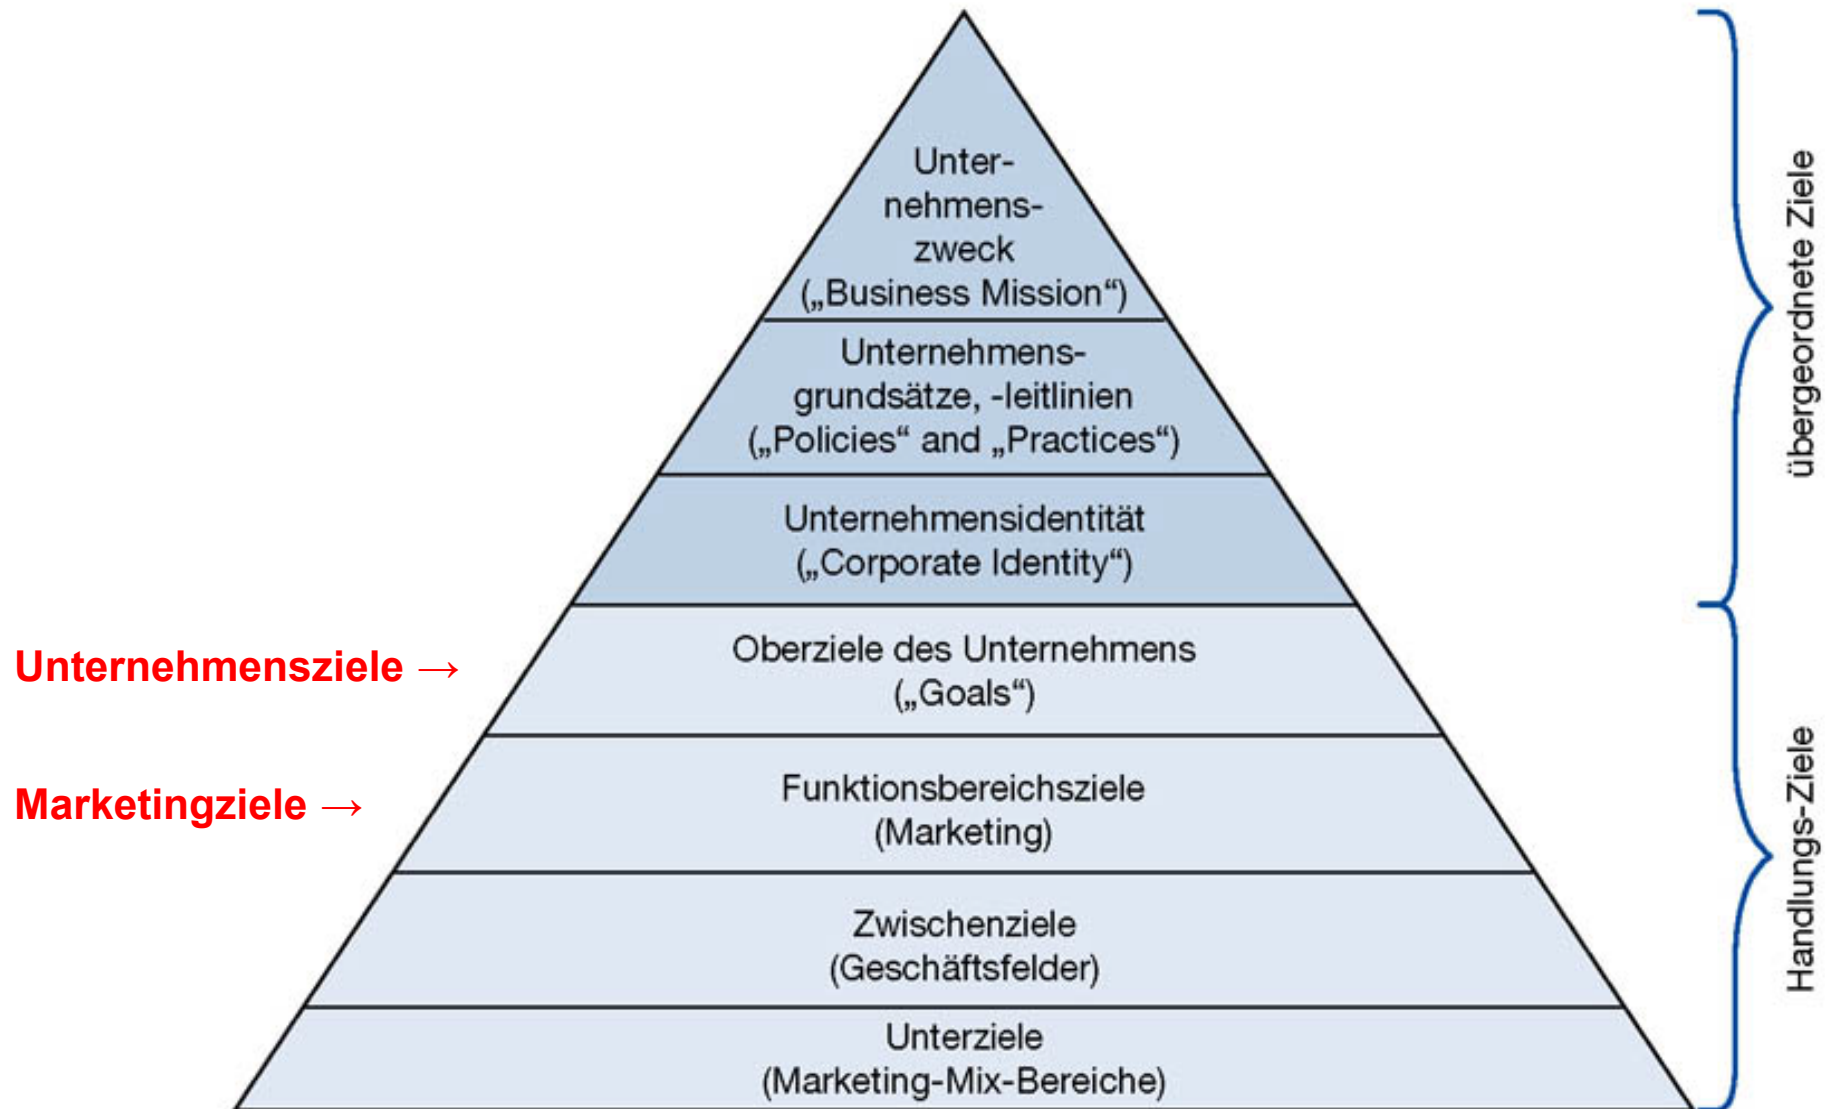 Unter-
nehmens-
zweck
(„Business Mission“)
Unternehmens-
grundsätze, -leitlinien
(„Policies“ and „Practices“)
Unternehmensidentität
(„Corporate Identity“)
Oberziele des Unternehmens
(„Goals“)
Funktionsbereichsziele
(Marketing)
Zwischenziele
(Geschäftsfelder)
Unterziele
(Marketing-Mix-Bereiche)
Unternehmensziele →
Marketingziele →
übergeordnete Ziele
Handlungs-Ziele